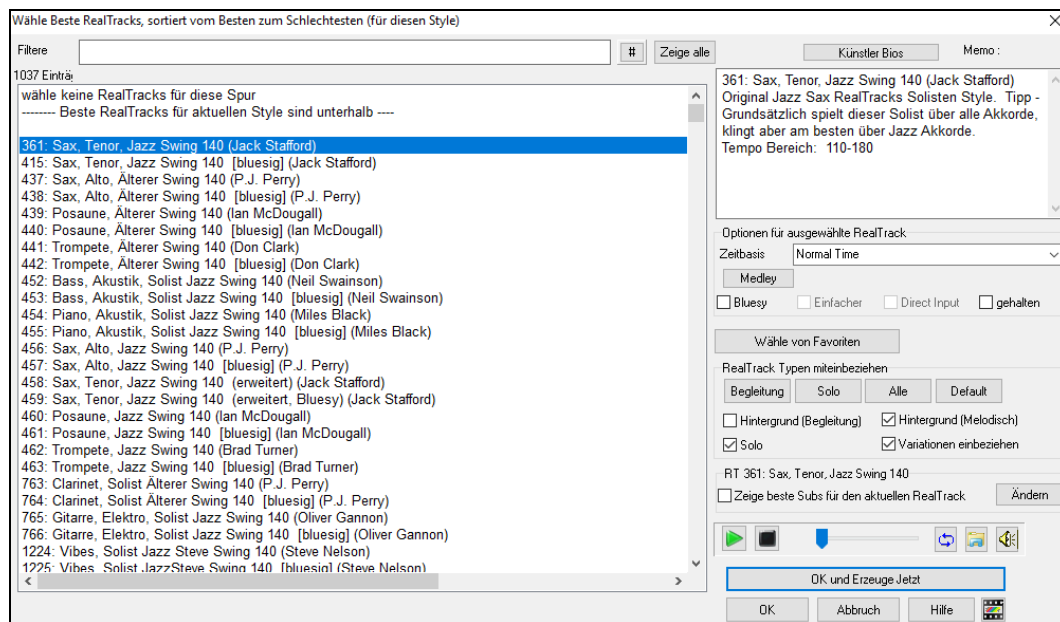 Wähle Beste RealTracks, sortiert vom Besten zum Schlechtesten (für diesen Style)
Filtere
#
Zeige alle
Künstler Bios
Memo :
1037 Einträ
wähle keine RealTracks für diese Spur
-------- Beste RealTracks für aktuellen Style sind unterhalb ----
361: Sax, Tenor, Jazz Swing 140 (Jack Stafford)
415: Sax, Tenor, Jazz Swing 140 [bluesig] (Jack Stafford)
437: Sax, Alto, Älterer Swing 140 (P.J. Perry)
438: Sax, Alto, Älterer Swing 140 [bluesig] (P.J. Perry)
439: Posaune, Älterer Swing 140 (Ian McDougall)
440: Posaune, Älterer Swing 140 [bluesig] (Ian McDougall)
441: Trompete, Älterer Swing 140 (Don Clark)
442: Trompete, Älterer Swing 140 [bluesig] (Don Clark)
452: Bass, Akustik, Solist Jazz Swing 140 (Neil Swainson)
453: Bass, Akustik, Solist Jazz Swing 140 [bluesig] (Neil Swainson)
454: Piano, Akustik, Solist Jazz Swing 140 (Miles Black)
455: Piano, Akustik, Solist Jazz Swing 140 [bluesig] (Miles Black)
456: Sax, Alto, Jazz Swing 140 (P.J. Perry)
457: Sax, Alto, Jazz Swing 140 [bluesig] (P.J. Perry)
458: Sax, Tenor, Jazz Swing 140 (erweitert) (Jack Stafford)
459: Sax, Tenor, Jazz Swing 140 (erweitert, Bluesy) (Jack Stafford)
460: Posaune, Jazz Swing 140 (Ian McDougall)
461: Posaune, Jazz Swing 140 [bluesig] (Ian McDougall)
462: Trompete, Jazz Swing 140 (Brad Turner)
463: Trompete, Jazz Swing 140 [bluesig] (Brad Turner)
763: Clarinet, Solist Älterer Swing 140 (P.J. Perry)
764: Clarinet, Solist Älterer Swing 140 [bluesig] (P.J. Perry)
765: Gitarre, Elektro, Solist Jazz Swing 140 (Oliver Gannon)
766: Gitarre, Elektro, Solist Jazz Swing 140 [bluesig] (Oliver Gannon)
1224: Vibes, Solist Jazz Steve Swing 140 (Steve Nelson)
1225: Vibes, Solist JazzSteve Swing 140 [bluesig] (Steve Nelson)
361: Sax, Tenor, Jazz Swing 140 (Jack Stafford)
Original Jazz Sax RealTracks Solisten Style. Tipp -
Grundsätzlich spielt dieser Solist über alle Akkorde,
klingt aber am besten über Jazz Akkorde.
Tempo Bereich: 110-180
Optionen für ausgewählte RealTrack
Zeitbasis
Normal Time
Medley
Bluesy
Einfacher
Direct Input
gehalten
Wähle von Favoriten
RealTrack Typen miteinbeziehen
Begleitung
Solo
Alle
Default
Hintergrund (Begleitung)
Hintergrund (Melodisch)
Solo
Variationen einbeziehen
RT 361: Sax, Tenor, Jazz Swing 140
Zeige beste Subs für den aktuellen RealTrack
Ändern
OK und Erzeuge Jetzt
OK
Abbruch
Hilfe